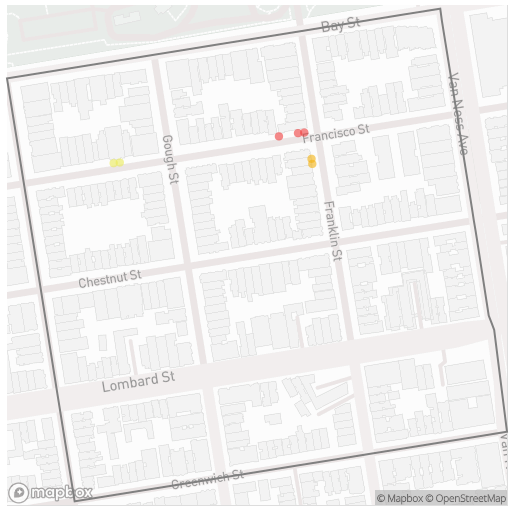 Bay St
Van Ness Ave
Francisco St
Gough St
Franklin St
Chestnut St
Lombard St
Greenwich St
mapbox
© Mapbox © OpenStreetMap